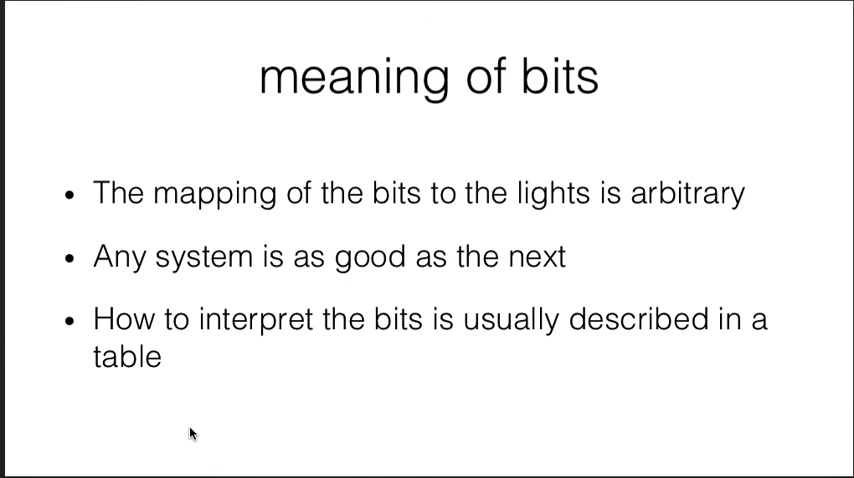 meaning of bits
• The mapping of the bits to the lights is arbitrary
• Any system is as good as the next
• How to interpret the bits is usually described in a
table